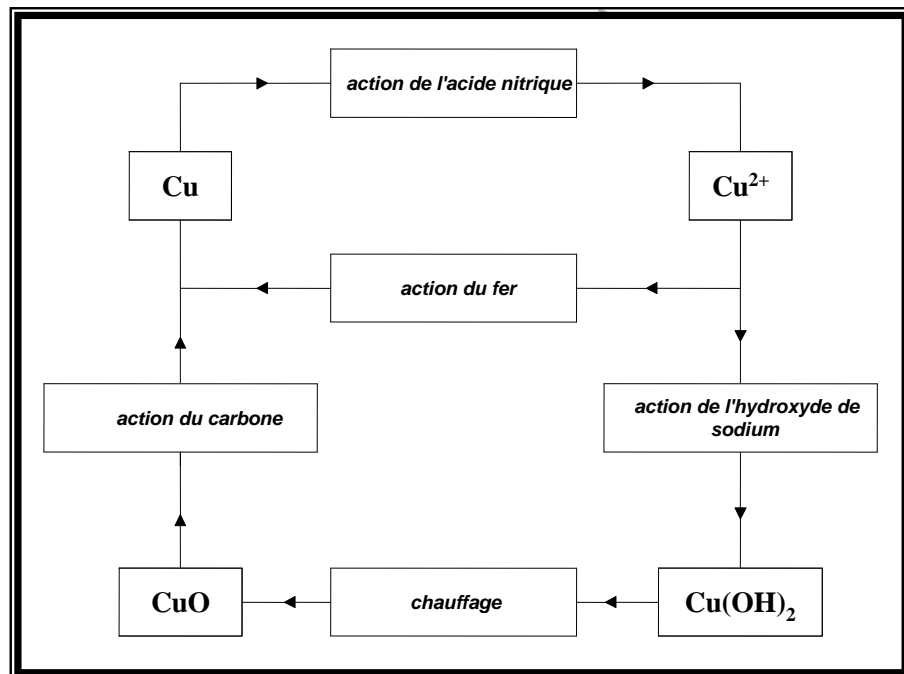 action de l'acide nitrique
Cu
Cu²⁺
action du fer
action du carbone
action de l'hydroxyde de
sodium
CuO
chauffage
Cu(OH)₂